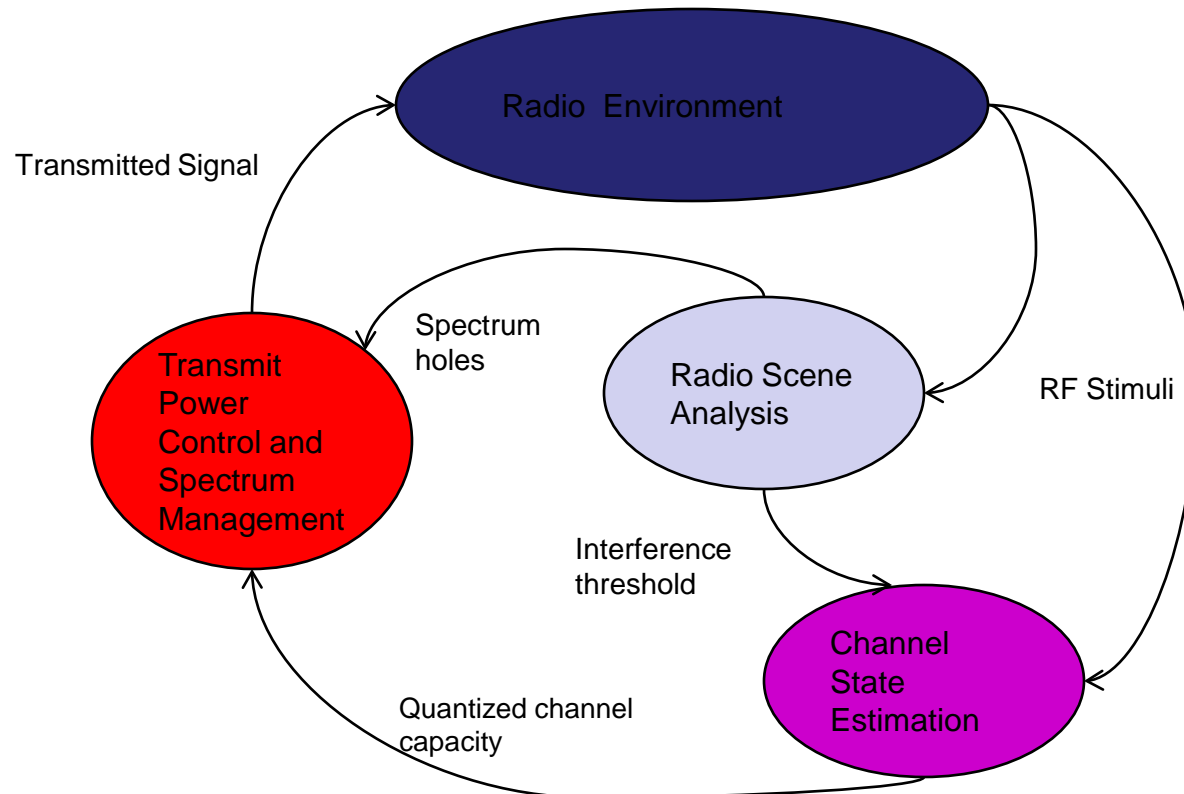 Radio Environment
Transmitted Signal
Spectrum
holes
Transmit
Power
Control and
Spectrum
Management
Radio Scene
Analysis
RF Stimuli
Interference
threshold
Channel
State
Estimation
Quantized channel
capacity